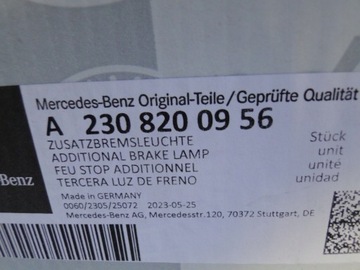 Mercedes-Benz Original-Teile/Geprüfte Qualität
A 230 820 09 56
ZUSATZBREMSLEUCHTE
ADDITIONAL BRAKE LAMP
FEU STOP ADDITIONNEL
TERCERA LUZ DE FRENO
Stück
unit
unité
unidad
Benz
Made in GERMANY
0060/2305/25072 2023-05-25
Mercedes-Benz AG, Mercedesstr.120, 70372 Stuttgart, DE